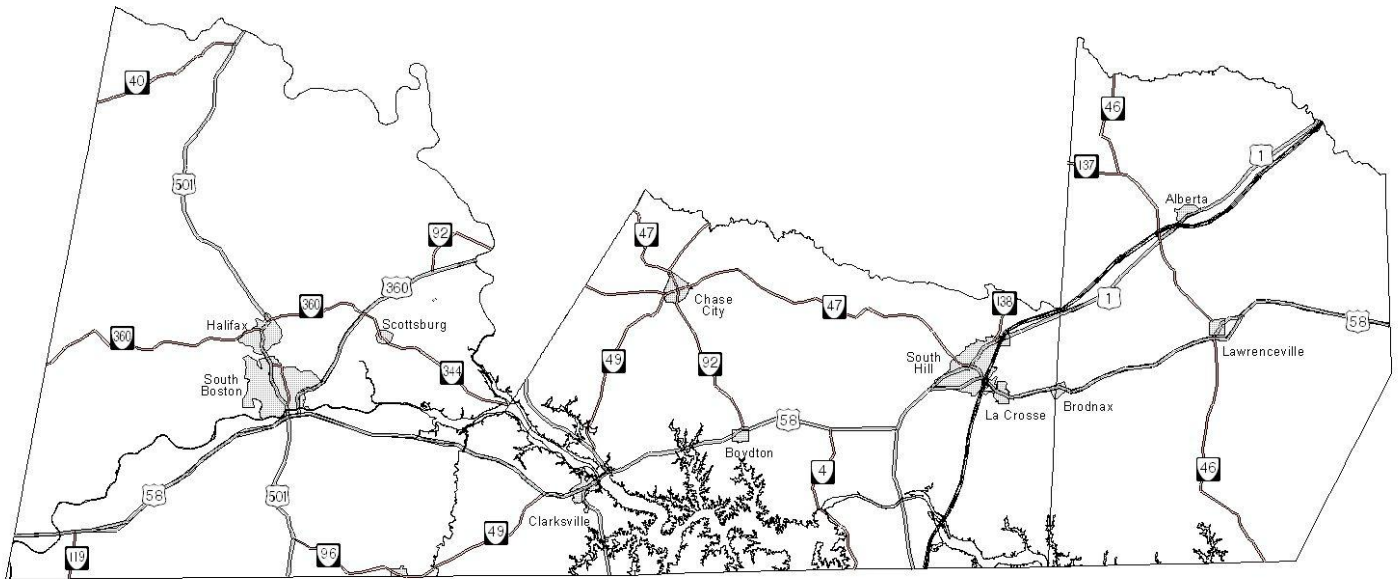 40
46
137
1
501
Alberta
92
47
360
Chase
City
138
1
360
Scottsburg
47
Halifax
58
360
Lawrenceville
49
92
South
Hill
South
Boston
344
La Crosse
Brodnax
58
Boydton
4
46
58
501
Clarksville
49
119
96